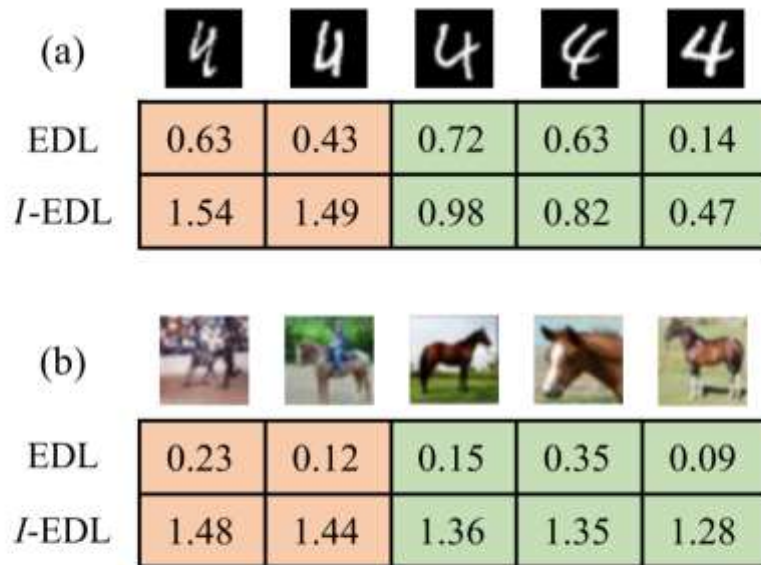 (a)
EDL 0.63 0.43 0.72 0.63 0.14
I-EDL 1.54 1.49 0.98 0.82 0.47
(b)
EDL 0.23 0.12 0.15 0.35 0.09
I-EDL 1.48 1.44 1.36 1.35 1.28